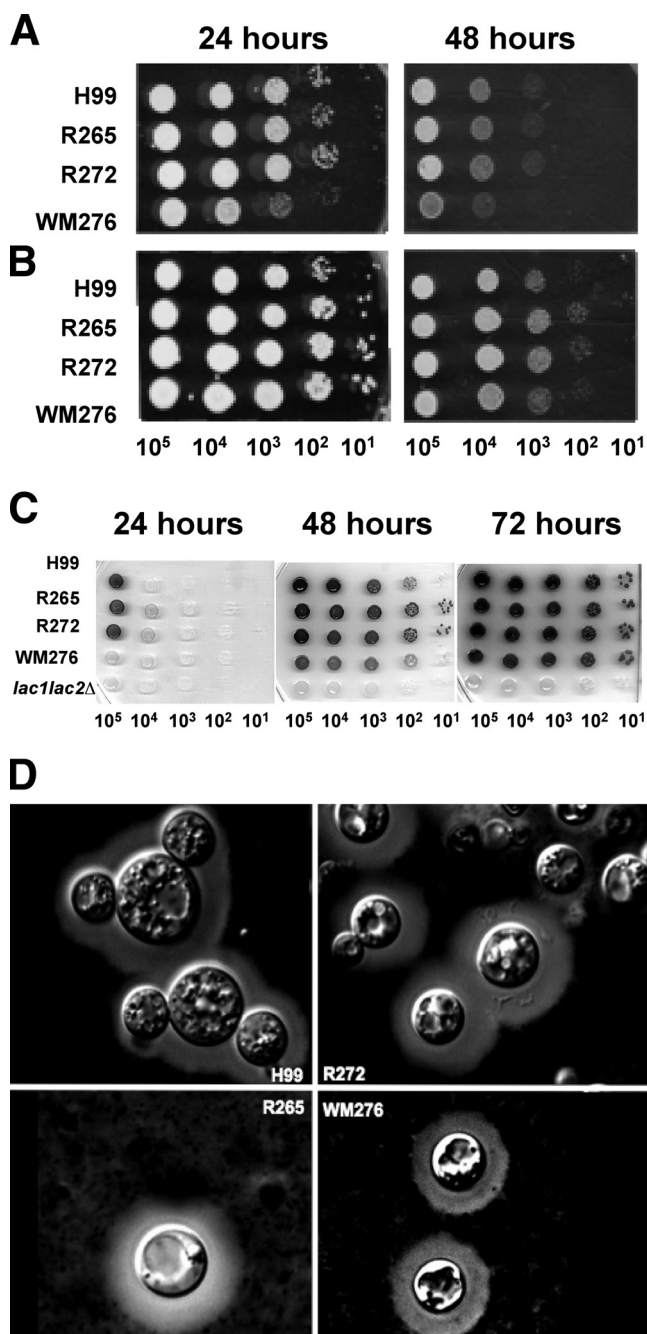 A
24 hours 48 hours
H99
R265
R272
WM276
B
H99
R265
R272
WM276
10⁵ 10⁴ 10³ 10² 10¹ 10⁵ 10⁴ 10³ 10² 10¹
C
24 hours 48 hours 72 hours
H99
R265
R272
WM276
lac1lac2Δ
10⁵ 10⁴ 10³ 10² 10¹ 10⁵ 10⁴ 10³ 10² 10¹ 10⁵ 10⁴ 10³ 10² 10¹
D
H99 R272
R265 WM276